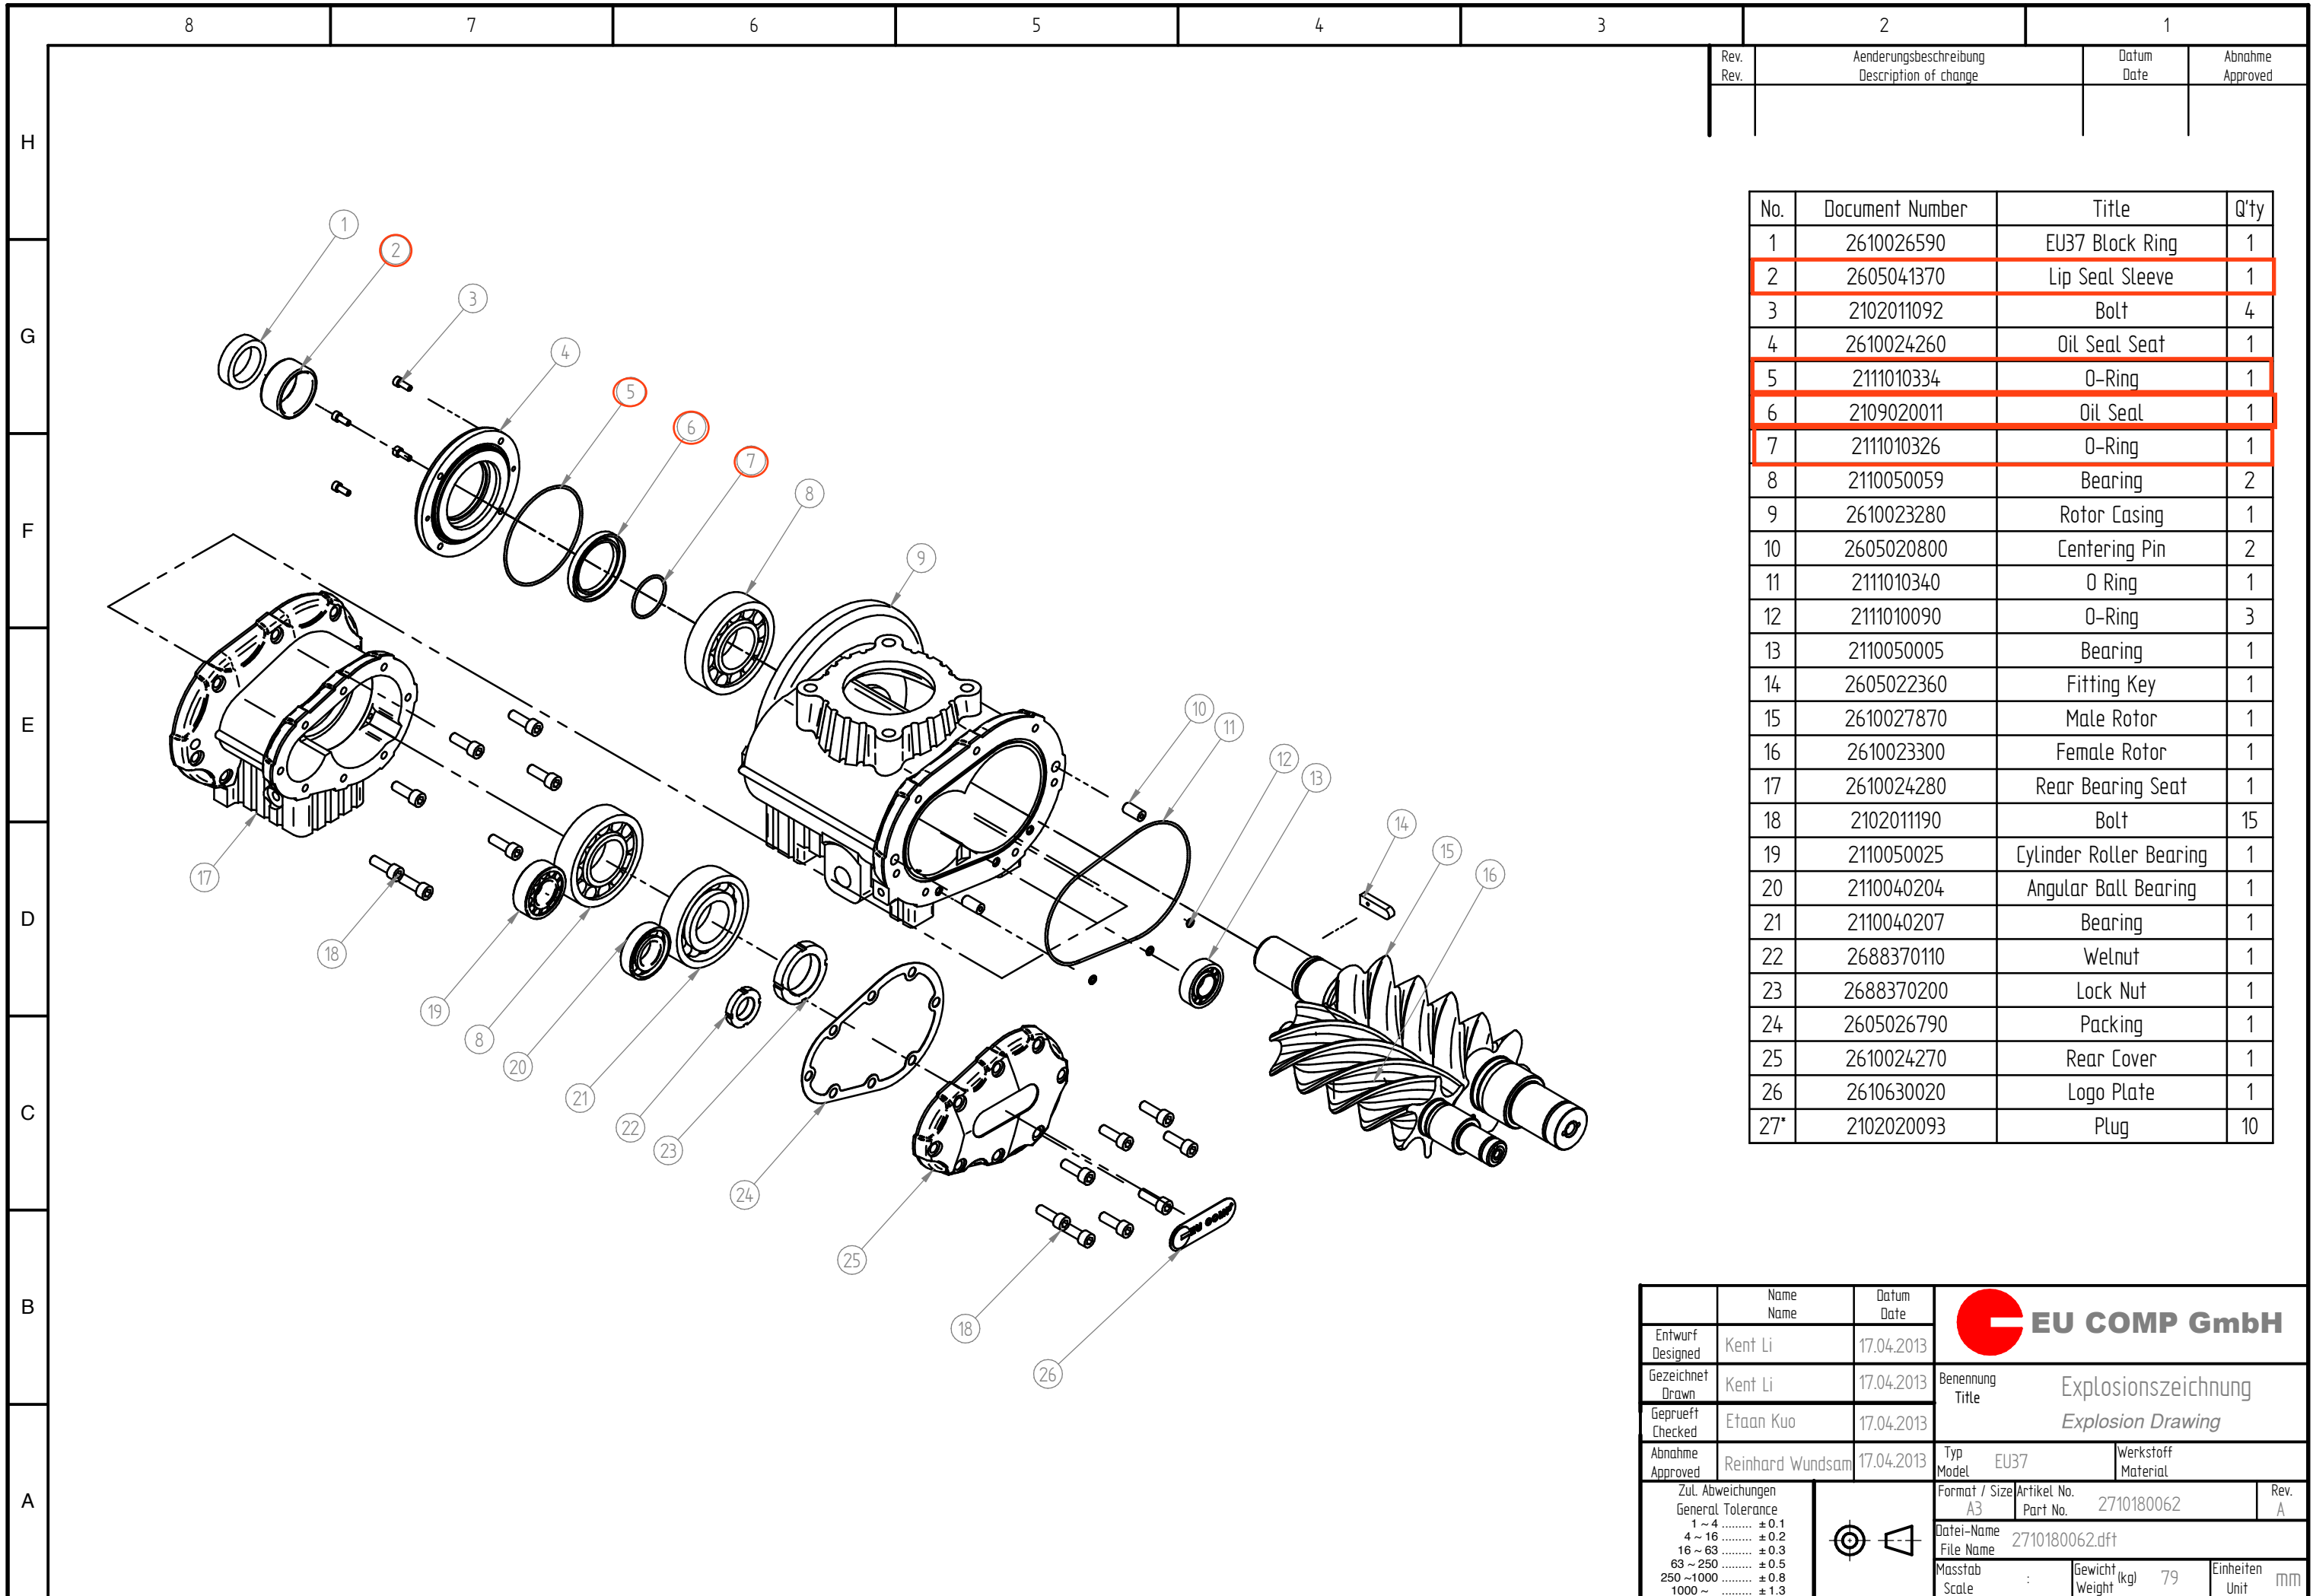 8 7 6 5 4 3 2 1
Rev. Aenderungsbeschreibung Datum Abnahme
Rev. Description of change Date Approved
H
G
F
E
D
C
B
A
No. Document Number Title Q'ty
1 2610026590 EU37 Block Ring 1
2 2605041370 Lip Seal Sleeve 1
3 2102011092 Bolt 4
4 2610024260 Oil Seal Seat 1
5 2111010334 O-Ring 1
6 2109020011 Oil Seal 1
7 2111010326 O-Ring 1
8 2110050059 Bearing 2
9 2610023280 Rotor Casing 1
10 2605020800 Centering Pin 2
11 2111010340 O Ring 1
12 2111010090 O-Ring 3
13 2110050005 Bearing 1
14 2605022360 Fitting Key 1
15 2610027870 Male Rotor 1
16 2610023300 Female Rotor 1
17 2610024280 Rear Bearing Seat 1
18 2102011190 Bolt 15
19 2110050025 Cylinder Roller Bearing 1
20 2110040204 Angular Ball Bearing 1
21 2110040207 Bearing 1
22 2688370110 Welnut 1
23 2688370200 Lock Nut 1
24 2605026790 Packing 1
25 2610024270 Rear Cover 1
26 2610630020 Logo Plate 1
27* 2102020093 Plug 10
1
2
3
4
5
6
7
8
9
10
11
12
13
14
15
16
17
18
19
8
20
21
22
23
24
25
18
26
EU COMP
Name Datum
Name Date
Entwurf
Designed Kent Li 17.04.2013
Gezeichnet
Drawn Kent Li 17.04.2013
Geprueft
Checked Etaan Kuo 17.04.2013
Abnahme
Approved Reinhard Wundsam 17.04.2013
EU COMP GmbH
Benennung
Title
Explosionszeichnung
Explosion Drawing
Typ
Model EU37
Werkstoff
Material
Format / Size
A3
Artikel No.
Part No. 2710180062
Rev.
A
Datei-Name
File Name 2710180062.dft
Masstab
Scale :
Gewicht
Weight (kg) 79
Einheiten
Unit mm
Zul. Abweichungen
General Tolerance
1 ~ 4 ......... ± 0.1
4 ~ 16 ......... ± 0.2
16 ~ 63 ......... ± 0.3
63 ~ 250 ......... ± 0.5
250 ~1000 ......... ± 0.8
1000 ~ ......... ± 1.3